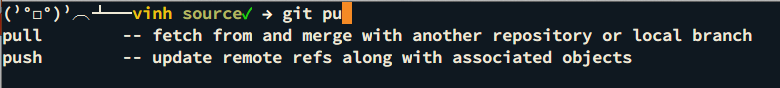 (╯°□°)╯︵ ┻━┻ vinh source✓ → git pu
pull -- fetch from and merge with another repository or local branch
push -- update remote refs along with associated objects